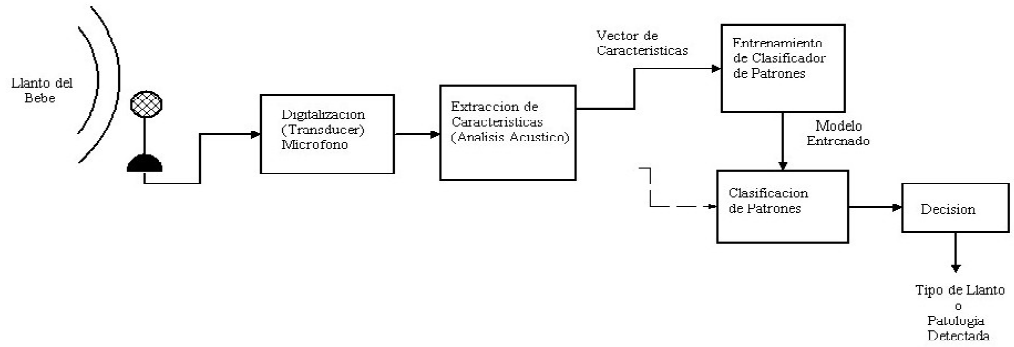 Llanto del
Bebe
Digitalizacion
(Transducer)
Microfono
Extraccion de
Caracteristicas
(Analisis Acustico)
Vector de
Caracteristicas
Entrenamiento
de Clasificador
de Patrones
Modelo
Entrenado
Clasificacion
de Patrones
Decision
Tipo de Llanto
o
Patologia
Detectada